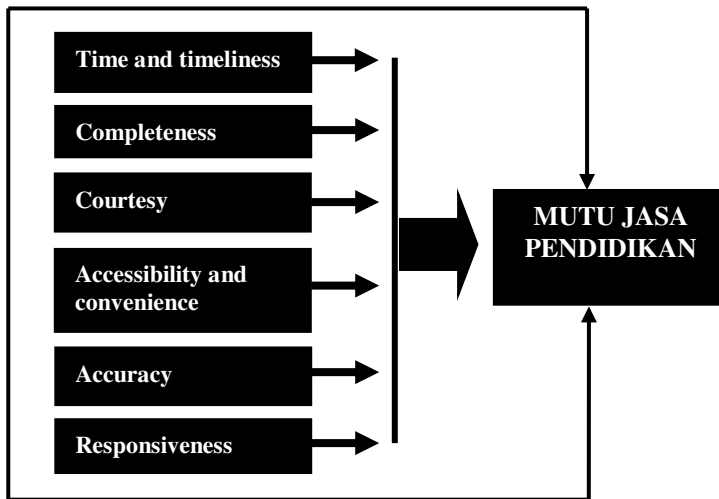 Time and timeliness
Completeness
Courtesy
Accessibility and
convenience
Accuracy
Responsiveness
MUTU JASA
PENDIDIKAN